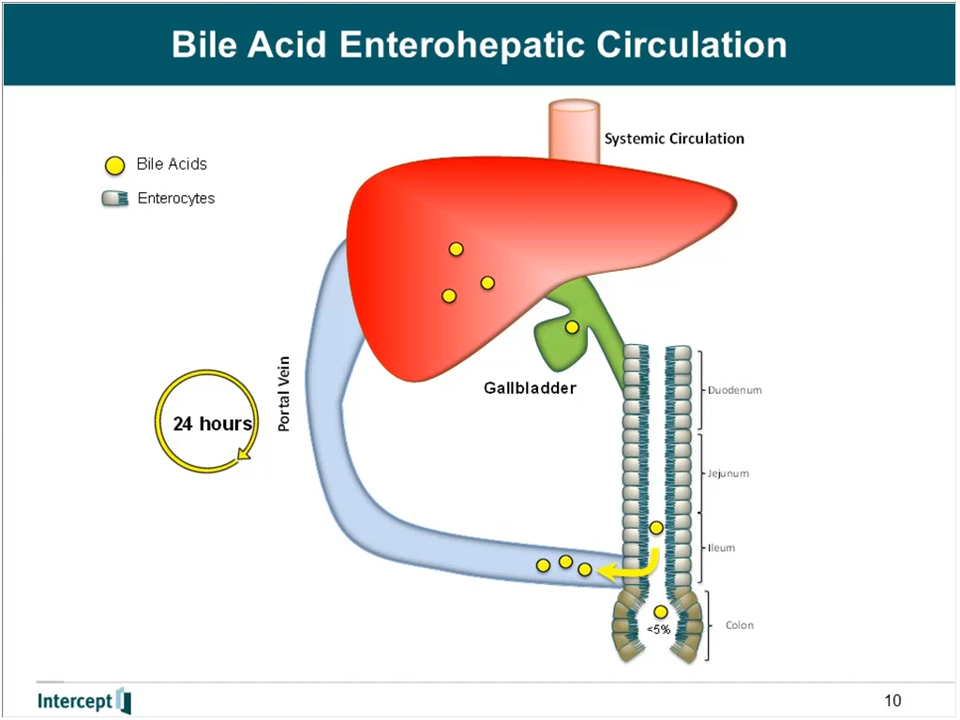 Bile Acid Enterohepatic Circulation
Systemic Circulation
Bile Acids
Enterocytes
Portal Vein
24 hours
Gallbladder
Duodenum
Jejunum
Ileum
Colon
<5%
Intercept
10